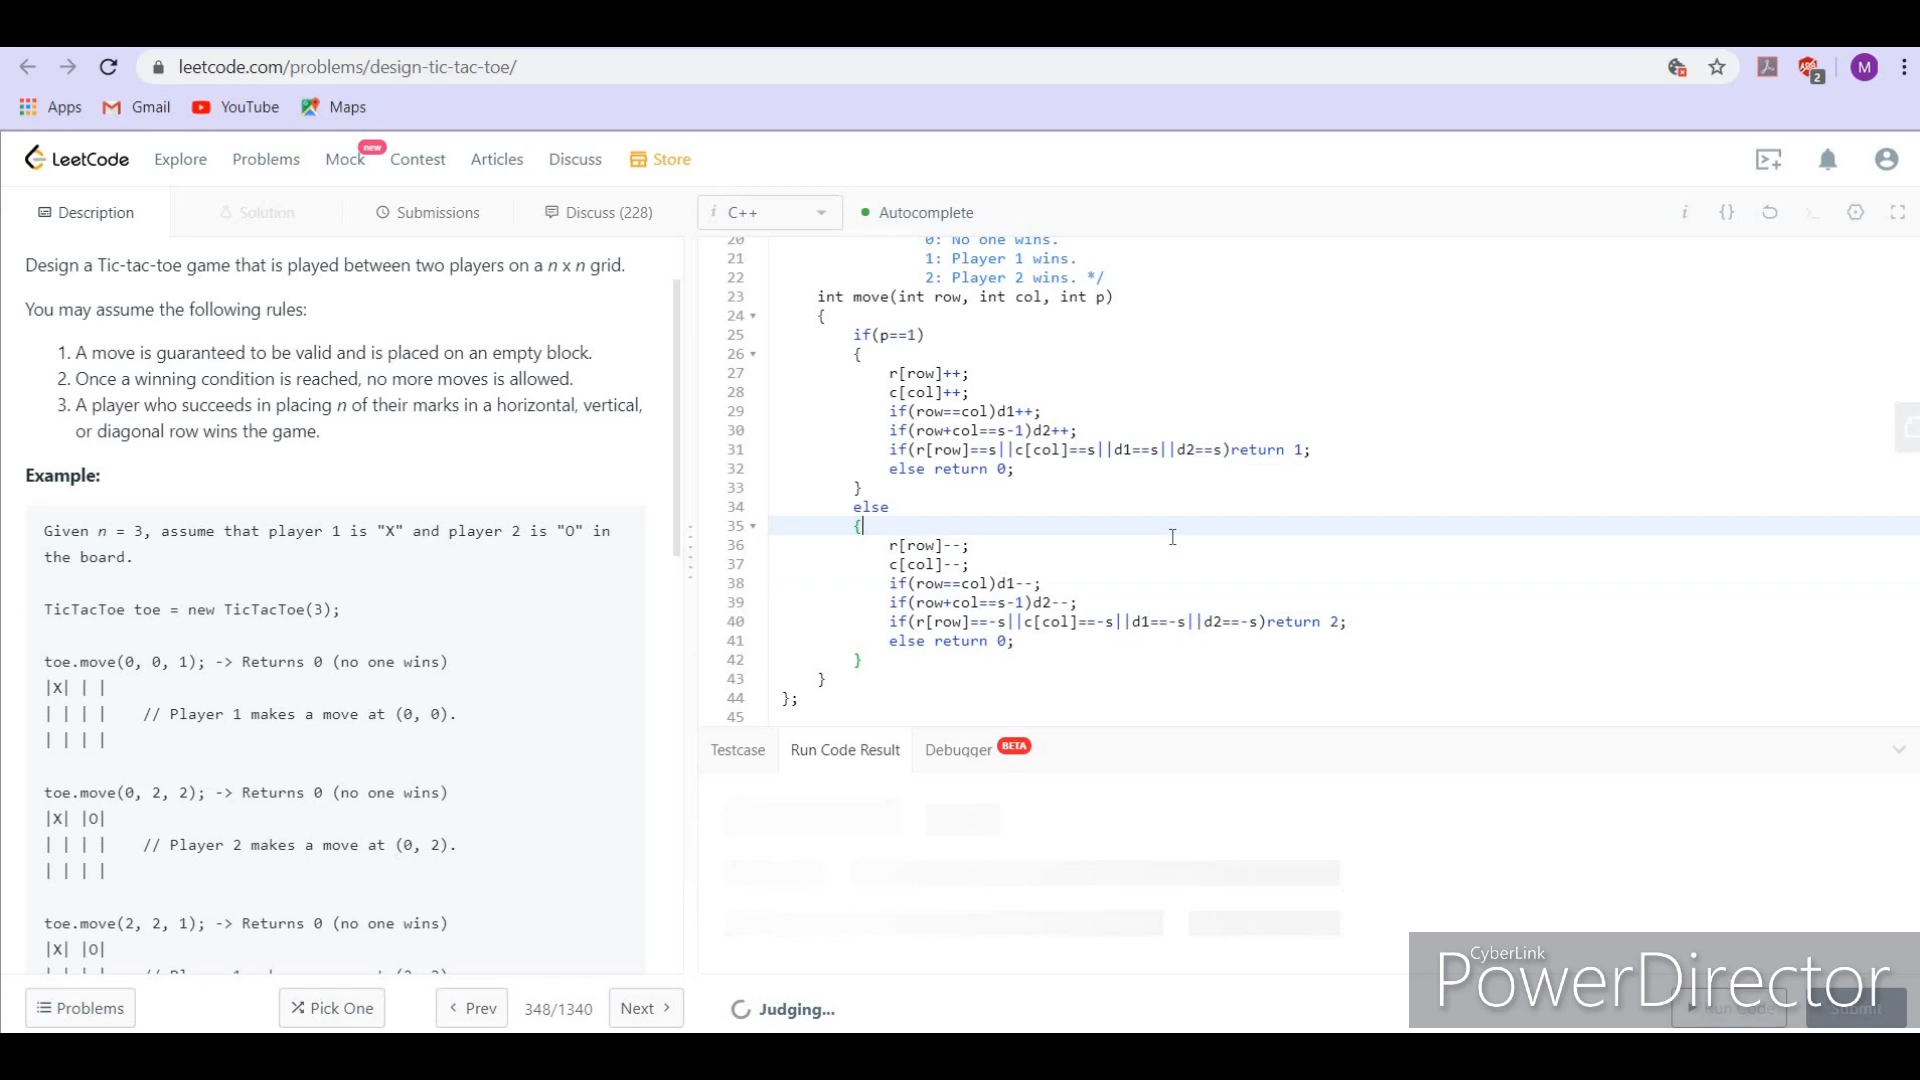 leetcode.com/problems/design-tic-tac-toe/
2
M
Apps
Gmail
YouTube
Maps
LeetCode
Explore
Problems
Mock
new
Contest
Articles
Discuss
Store
Description
Solution
Submissions
Discuss (228)
i C++
Autocomplete
Design a Tic-tac-toe game that is played between two players on a n x n grid.
You may assume the following rules:
1. A move is guaranteed to be valid and is placed on an empty block.
2. Once a winning condition is reached, no more moves is allowed.
3. A player who succeeds in placing n of their marks in a horizontal, vertical,
or diagonal row wins the game.
Example:
Given n = 3, assume that player 1 is "X" and player 2 is "O" in
the board.
TicTacToe toe = new TicTacToe(3);
toe.move(0, 0, 1); -> Returns 0 (no one wins)
|X| | |
| | | |    // Player 1 makes a move at (0, 0).
| | | |
toe.move(0, 2, 2); -> Returns 0 (no one wins)
|X| |O|
| | | |    // Player 2 makes a move at (0, 2).
| | | |
toe.move(2, 2, 1); -> Returns 0 (no one wins)
|X| |O|
20 0: No one wins.
21 1: Player 1 wins.
22 2: Player 2 wins. */
23 int move(int row, int col, int p)
24 {
25 if(p==1)
26 {
27 r[row]++;
28 c[col]++;
29 if(row==col)d1++;
30 if(row+col==s-1)d2++;
31 if(r[row]==s||c[col]==s||d1==s||d2==s)return 1;
32 else return 0;
33 }
34 else
35 {
36 r[row]--;
37 c[col]--;
38 if(row==col)d1--;
39 if(row+col==s-1)d2--;
40 if(r[row]==-s||c[col]==-s||d1==-s||d2==-s)return 2;
41 else return 0;
42 }
43 }
44 };
45
Testcase
Run Code Result
Debugger
BETA
Problems
Pick One
Prev
348/1340
Next
Judging...
CyberLink
PowerDirector
Run Code
Submit